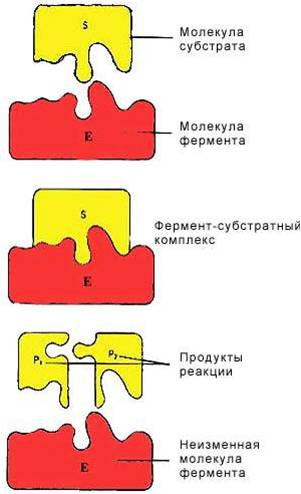 S
Молекула
субстрата
E
Молекула
фермента
S
Фермент-субстратный
комплекс
E
P₁
P₂
Продукты
реакции
E
Неизменная
молекула
фермента